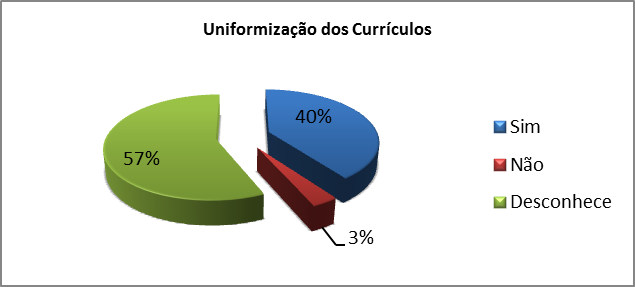 Uniformização dos Currículos
40%
57%
3%
Sim
Não
Desconhece